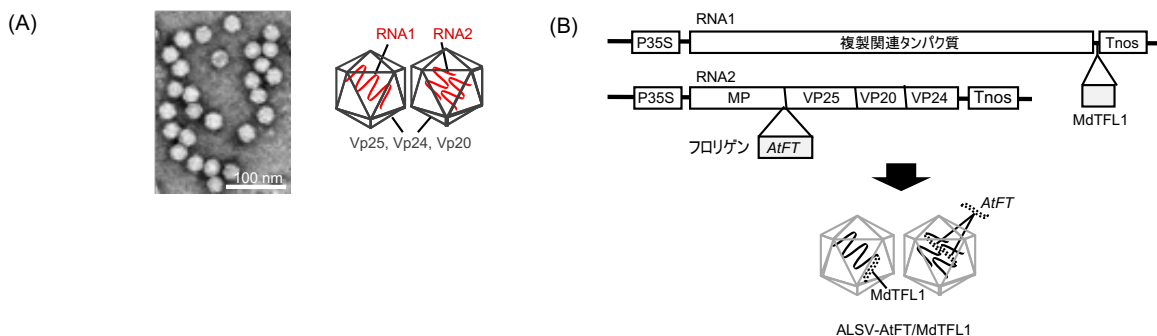 (A)
100 nm
RNA1 RNA2
Vp25, Vp24, Vp20
(B)
RNA1
P35S 複製関連タンパク質 Tnos
MdTFL1
RNA2
P35S MP VP25 VP20 VP24 Tnos
フロリゲン AtFT
AtFT
MdTFL1
ALSV-AtFT/MdTFL1